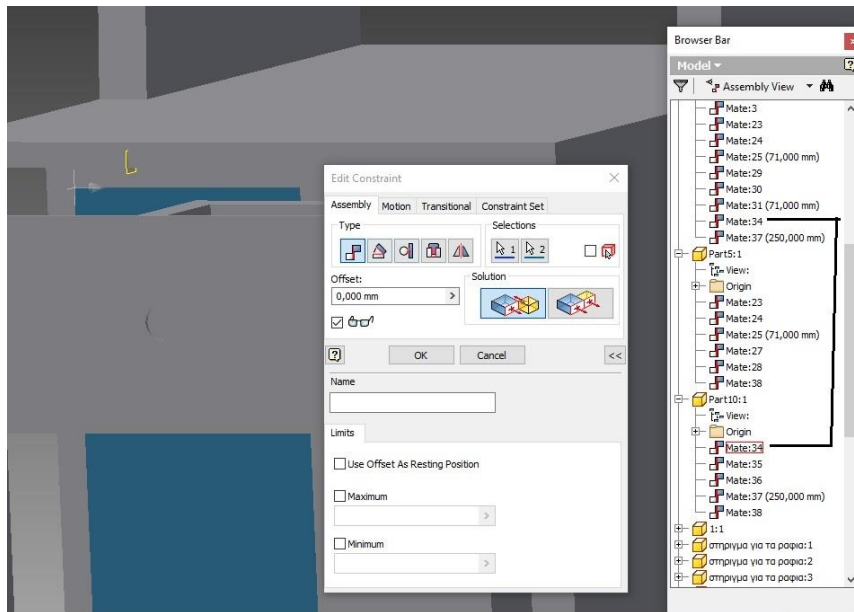 Browser Bar
Model
Assembly View
Mate:3
Mate:23
Mate:24
Mate:25 (71,000 mm)
Mate:29
Mate:30
Mate:31 (71,000 mm)
Mate:34
Mate:37 (250,000 mm)
Part5:1
View:
Origin
Mate:23
Mate:24
Mate:25 (71,000 mm)
Mate:27
Mate:28
Mate:38
Part10:1
View:
Origin
Mate:34
Mate:35
Mate:36
Mate:37 (250,000 mm)
Mate:38
1:1
στηριγμα για τα ραφια:1
στηριγμα για τα ραφια:2
στηριγμα για τα ραφια:3
Edit Constraint
Assembly Motion Transitional Constraint Set
Type Selections
1 2
Offset: Solution
0,000 mm
OK Cancel <<
Name
Limits
Use Offset As Resting Position
Maximum
Minimum